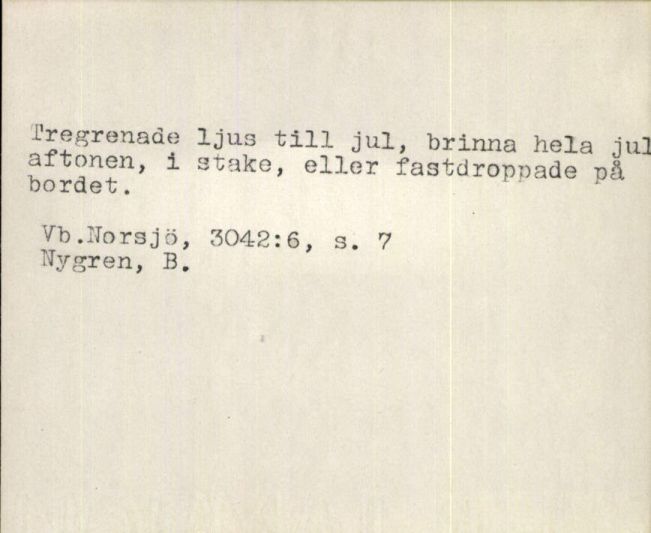 Tregrenade ljus till jul, brinna hela jul
aftonen, i stake, eller fastdroppade på
bordet.
Vb.Norsjö, 3042:6, s. 7
Nygren, B.